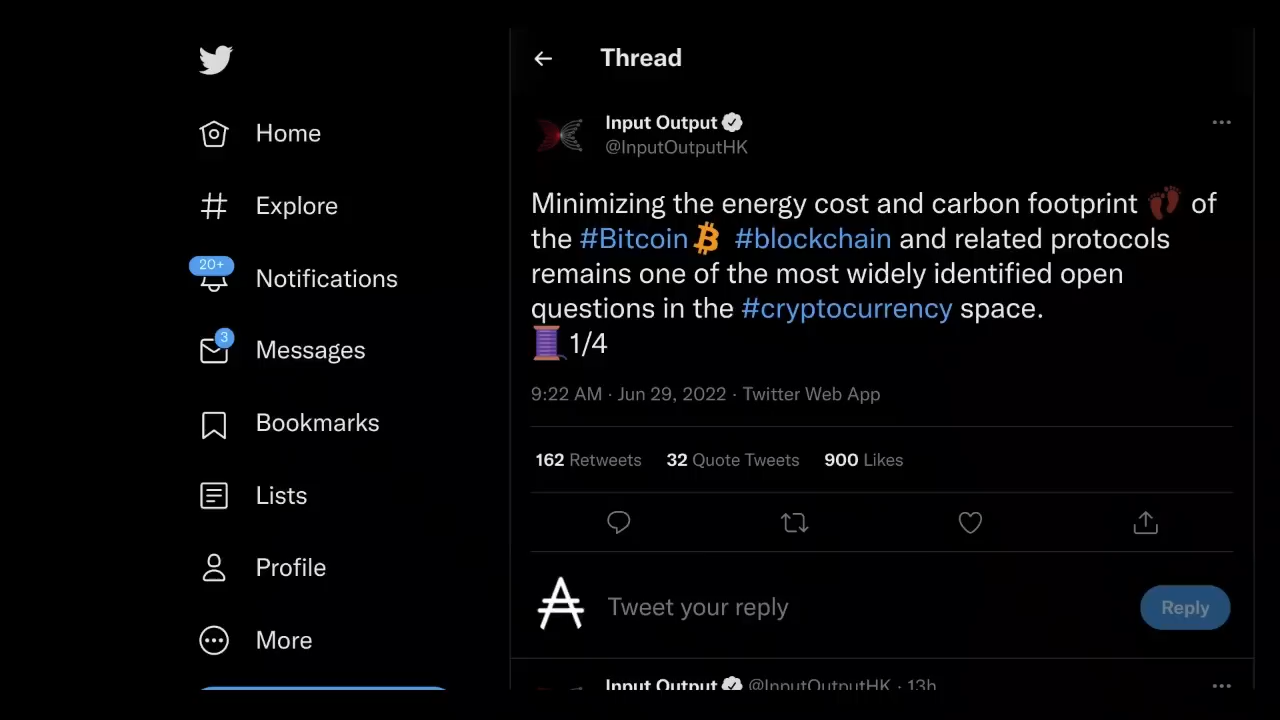 Home
Explore
20+
Notifications
3
Messages
Bookmarks
Lists
Profile
More
Thread
Input Output
@InputOutputHK
Minimizing the energy cost and carbon footprint 👣 of
the #Bitcoin #blockchain and related protocols
remains one of the most widely identified open
questions in the #cryptocurrency space.
🧵 1/4
9:22 AM · Jun 29, 2022 · Twitter Web App
162 Retweets 32 Quote Tweets 900 Likes
Tweet your reply
Reply
Input Output @InputOutputHK · 13h